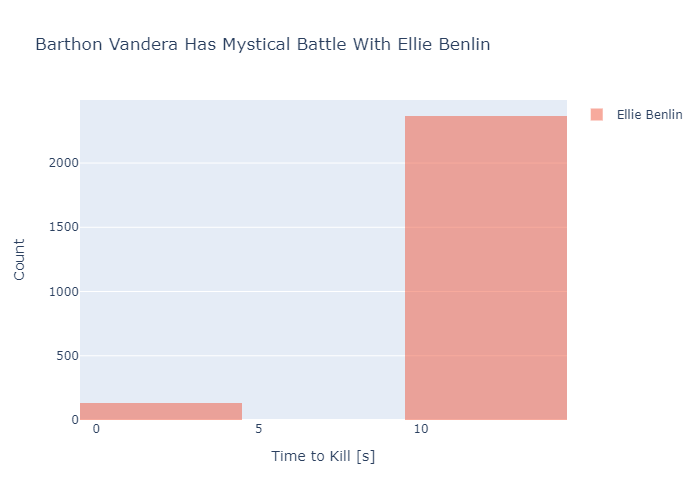 Barthon Vandera Has Mystical Battle With Ellie Benlin
Ellie Benlin
2000
1500
1000
500
0
Count
0 5 10
Time to Kill [s]